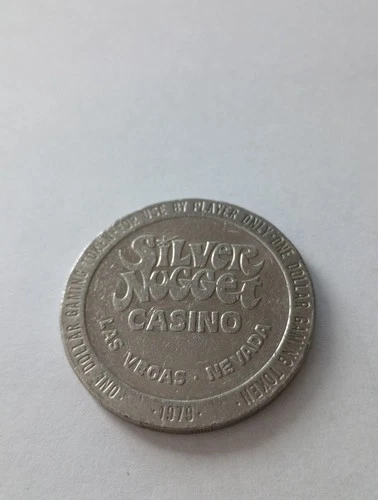 ONE DOLLAR GAMING TOKEN·FOR USE BY PLAYER ONLY·ONE DOLLAR GAMING TOKEN·
SILVER
NUGGET
CASINO
LAS VEGAS · NEVADA
·1979·